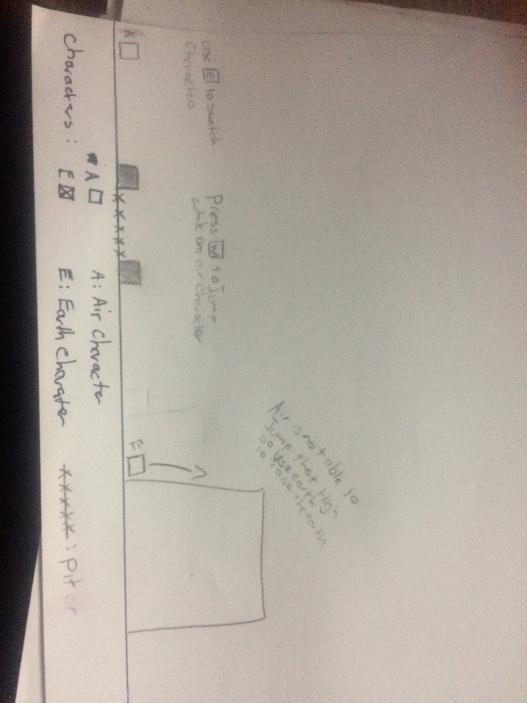 Air is not able to
Jump that High
so use earth
to raise the earth
use E to switch
Characters
Press W to jump
while on air character
A
E
A
A: Air Character
Characters:
E
E: Earth Charater
xxxxx: pit or